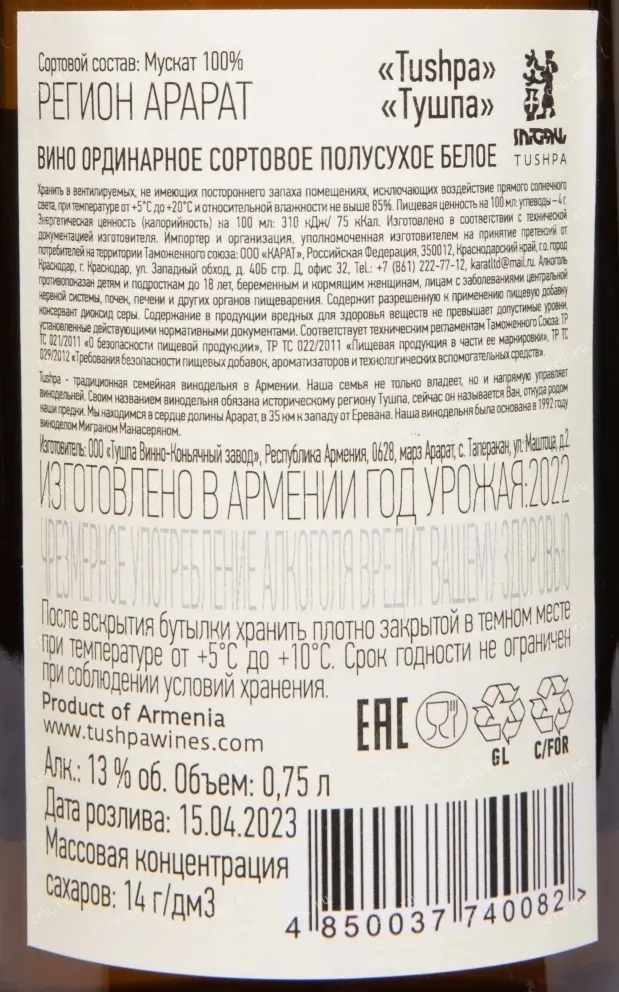 Сортовой состав: Мускат 100%
РЕГИОН АРАРАТ
«Tushpa»
«Тушпа»
TUSHPA
ВИНО ОРДИНАРНОЕ СОРТОВОЕ ПОЛУСУХОЕ БЕЛОЕ
Хранить в вентилируемых, не имеющих постороннего запаха помещениях, исключающих воздействие прямого солнечного
света, при температуре от +5°С до +20°С и относительной влажности не выше 85%. Пищевая ценность на 100 мл: углеводы – 4 г.
Энергетическая ценность (калорийность) на 100 мл: 310 кДж/ 75 кКал. Изготовлено в соответствии с технической
документацией изготовителя. Импортер и организация, уполномоченная изготовителем на принятие претензий от
потребителей на территории Таможенного союза: ООО «КАРАТ», Российская Федерация, 350012, Краснодарский край, г.о. город
Краснодар, г. Краснодар, ул. Западный обход, д. 40Б стр. Д, офис 32, Tel.: +7 (861) 222-77-12, karatltd@mail.ru. Алкоголь
противопоказан детям и подросткам до 18 лет, беременным и кормящим женщинам, лицам с заболеваниями центральной
нервной системы, почек, печени и других органов пищеварения. Содержит разрешенную к применению пищевую добавку
консервант диоксид серы. Содержание в продукции вредных для здоровья веществ не превышает допустимые уровни,
установленные действующими нормативными документами. Соответствует техническим регламентам Таможенного Союза: ТР
ТС 021/2011 «О безопасности пищевой продукции», ТР ТС 022/2011 «Пищевая продукция в части ее маркировки», ТР ТС
029/2012 «Требования безопасности пищевых добавок, ароматизаторов и технологических вспомогательных средств».
Tushpa - традиционная семейная винодельня в Армении. Наша семья не только владеет, но и напрямую управляет
винодельней. Своим названием винодельня обязана историческому региону Тушпа, сейчас он называется Ван, откуда родом
наши предки. Мы находимся в сердце долины Арарат, в 35 км к западу от Еревана. Наша винодельня была основана в 1992 году
виноделом Миграном Манасеряном.
Изготовитель: ООО «Тушпа Винно-Коньячный завод», Республика Армения, 0628, марз Арарат, с. Таперакан, ул. Маштоца, д.2
ИЗГОТОВЛЕНО В АРМЕНИИ ГОД УРОЖАЯ:2022
ЧРЕЗМЕРНОЕ УПОТРЕБЛЕНИЕ АЛКОГОЛЯ ВРЕДИТ ВАШЕМУ ЗДОРОВЬЮ
После вскрытия бутылки хранить плотно закрытой в темном месте
при температуре от +5°С до +10°С. Срок годности не ограничен
при соблюдении условий хранения.
Product of Armenia
www.tushpawines.com
EAC
GL
C/FOR
Алк.: 13 % об. Объем: 0,75 л
Дата розлива: 15.04.2023
Массовая концентрация
сахаров: 14 г/дм3
4 850037 740082 >